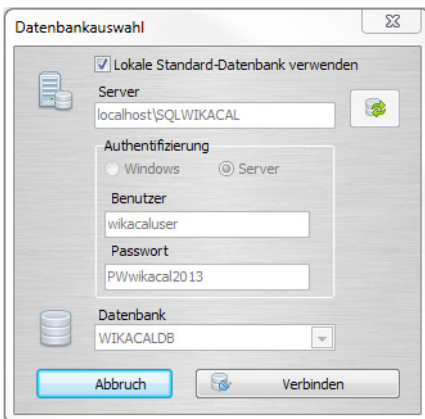 Datenbankauswahl
Lokale Standard-Datenbank verwenden
Server
localhost\SQLWIKACAL
Authentifizierung
Windows Server
Benutzer
wikacaluser
Passwort
PWwikacal2013
Datenbank
WIKACALDB
Abbruch Verbinden